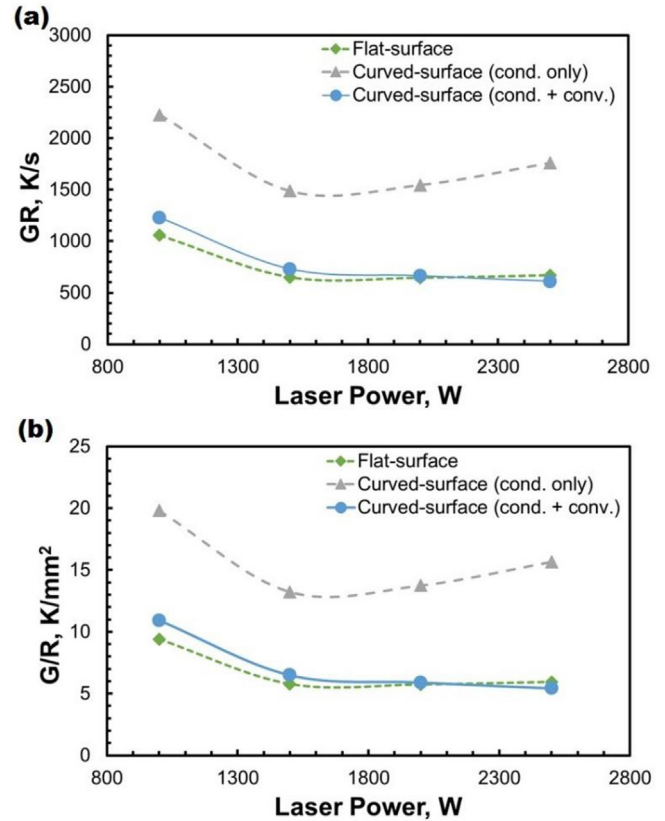 (a)
3000
2500
2000
1500
1000
500
0
GR, K/s
Flat-surface
Curved-surface (cond. only)
Curved-surface (cond. + conv.)
800 1300 1800 2300 2800
Laser Power, W
(b)
25
20
15
10
5
0
G/R, K/mm²
Flat-surface
Curved-surface (cond. only)
Curved-surface (cond. + conv.)
800 1300 1800 2300 2800
Laser Power, W